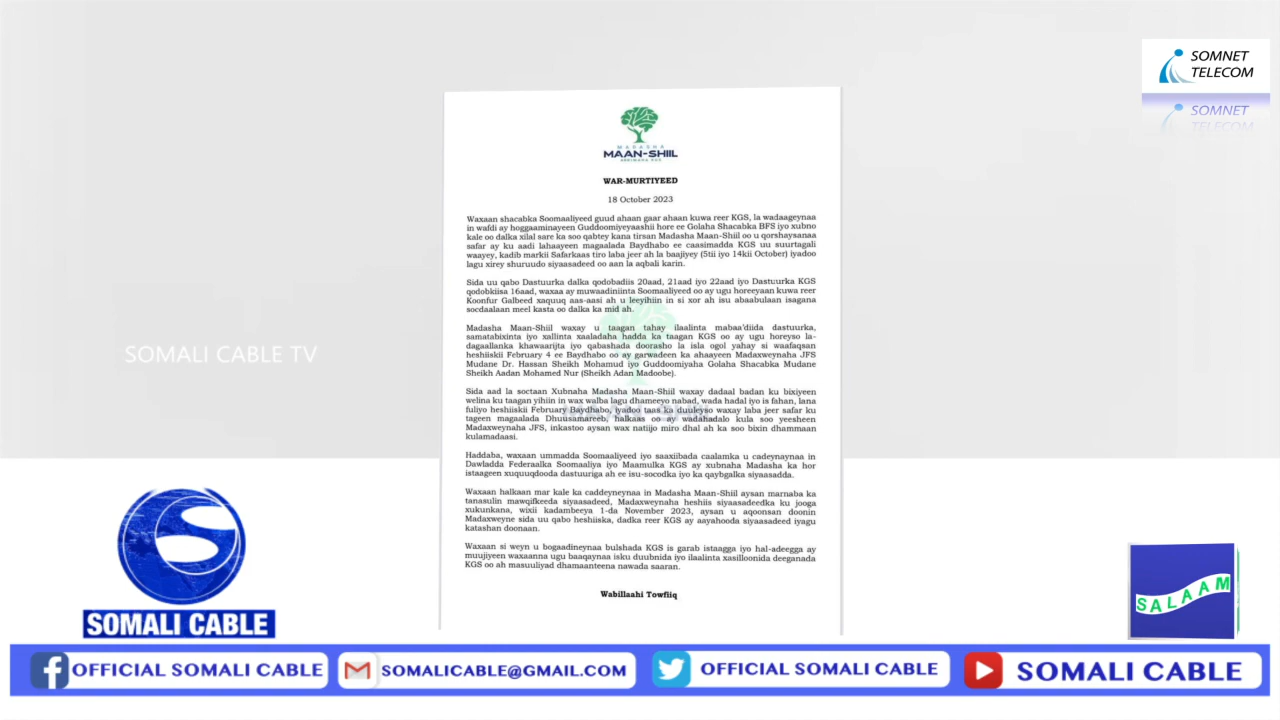 SOMNET
TELECOM
SOMNET
TELECOM
MADASHA
MAAN-SHIIL
WAR-MURTIYEED
18 October 2023
Waxaan shacabka Soomaaliyeed guud ahaan gaar ahaan kuwa reer KGS, la wadaageynaa
in wafdi ay hoggaaminayeen Guddoomiyeyaashii hore ee Golaha Shacabka BFS iyo xubno
kale oo dalka xilal sare ka soo qabtey kana tirsan Madasha Maan-Shiil oo u qorshaysanaa
safar ay ku aadi lahaayeen magaalada Baydhabo ee caasimadda KGS uu suurtagali
waayey, kadib markii Safarkaas tiro laba jeer ah la baajiyey (5tii iyo 14kii October) iyadoo
lagu xirey shuruudo siyaasadeed oo aan la aqbali karin.
Sida uu qabo Dastuurka dalka qodobadiis 20aad, 21aad iyo 22aad iyo Dastuurka KGS
qodobkiisa 16aad, waxaa ay muwaadiniinta Soomaaliyeed oo ay ugu horeeyaan kuwa reer
Koonfur Galbeed xaquuq aas-aasi ah u leeyihiin in si xor ah isu abaabulaan isagana
socdaalaan meel kasta oo dalka ka mid ah.
Madasha Maan-Shiil waxay u taagan tahay ilaalinta mabaa'diida dastuurka,
samatabixinta iyo xallinta xaaladaha hadda ka taagan KGS oo ay ugu horeyso la-
dagaallanka khawaarijta iyo qabashada doorasho la isla ogol yahay si waafaqsan
heshiiskii February 4 ee Baydhabo oo ay garwadeen ka ahaayeen Madaxweynaha JFS
Mudane Dr. Hassan Sheikh Mohamud iyo Guddoomiyaha Golaha Shacabka Mudane
Sheikh Aadan Mohamed Nur (Sheikh Adan Madoobe).
Sida aad la soctaan Xubnaha Madasha Maan-Shiil waxay dadaal badan ku bixiyeen
welina ku taagan yihiin in wax walba lagu dhameeyo nabad, wada hadal iyo is fahan, lana
fuliyo heshiiskii February Baydhabo, iyadoi taas ka duuleyso waxay laba jeer safar ku
tageen magaalada Dhuusamareeb, halkaas oo ay wadahadalo kula soo yeesheen
Madaxweynaha JFS, inkastoo aysan wax natiijo miro dhal ah ka soo bixin dhammaan
kulamadaasi.
Haddaba, waxaan ummadda Soomaaliyeed iyo saaxiibada caalamka u cadeynaynaa in
Dawladda Federaalka Soomaaliya iyo Maamulka KGS ay xubnaha Madasha ka hor
istaageen xuquuqdooda dastuuriga ah ee isu-socodka iyo ka qaybgalka siyaasadda.
Waxaan halkaan mar kale ka caddeyneynaa in Madasha Maan-Shiil aysan marnaba ka
tanasulin mawqifkeeda siyaasadeed, Madaxweynaha heshiis siyaasadeedka ku jooga
xukunkana, wixii kadambeeya 1-da November 2023, aysan u aqoonsan doonin
Madaxweyne sida uu qabo heshiiska, dadka reer KGS ay aayahooda siyaasadeed iyagu
katashan doonaan.
Waxaan si weyn u bogaadineynaa bulshada KGS is garab istaagga iyo hal-adeegga ay
muujiyeen waxaanna ugu baaqaynaa isku duubnida iyo ilaalinta xasilloonida deeganada
KGS oo ah masuuliyad dhamaanteena nawada saaran.
Wabillaahi Towfiiq
SOMALI CABLE TV
SOMALI CABLE
SALAAM
OFFICIAL SOMALI CABLE
SOMALICABLE@GMAIL.COM
OFFICIAL SOMALI CABLE
SOMALI CABLE